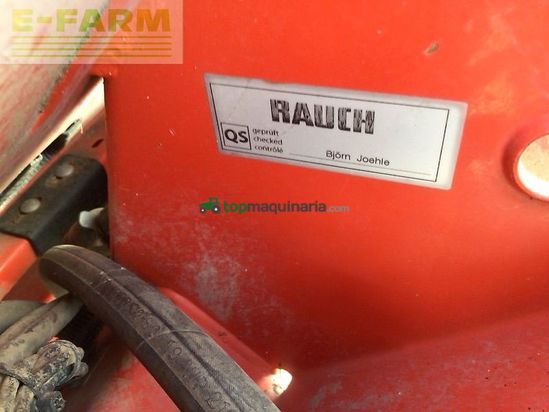 E-FARM
RAUCH
QS
geprüft
checked
contrôlé
Björn Joehle
topmaquinaria.com